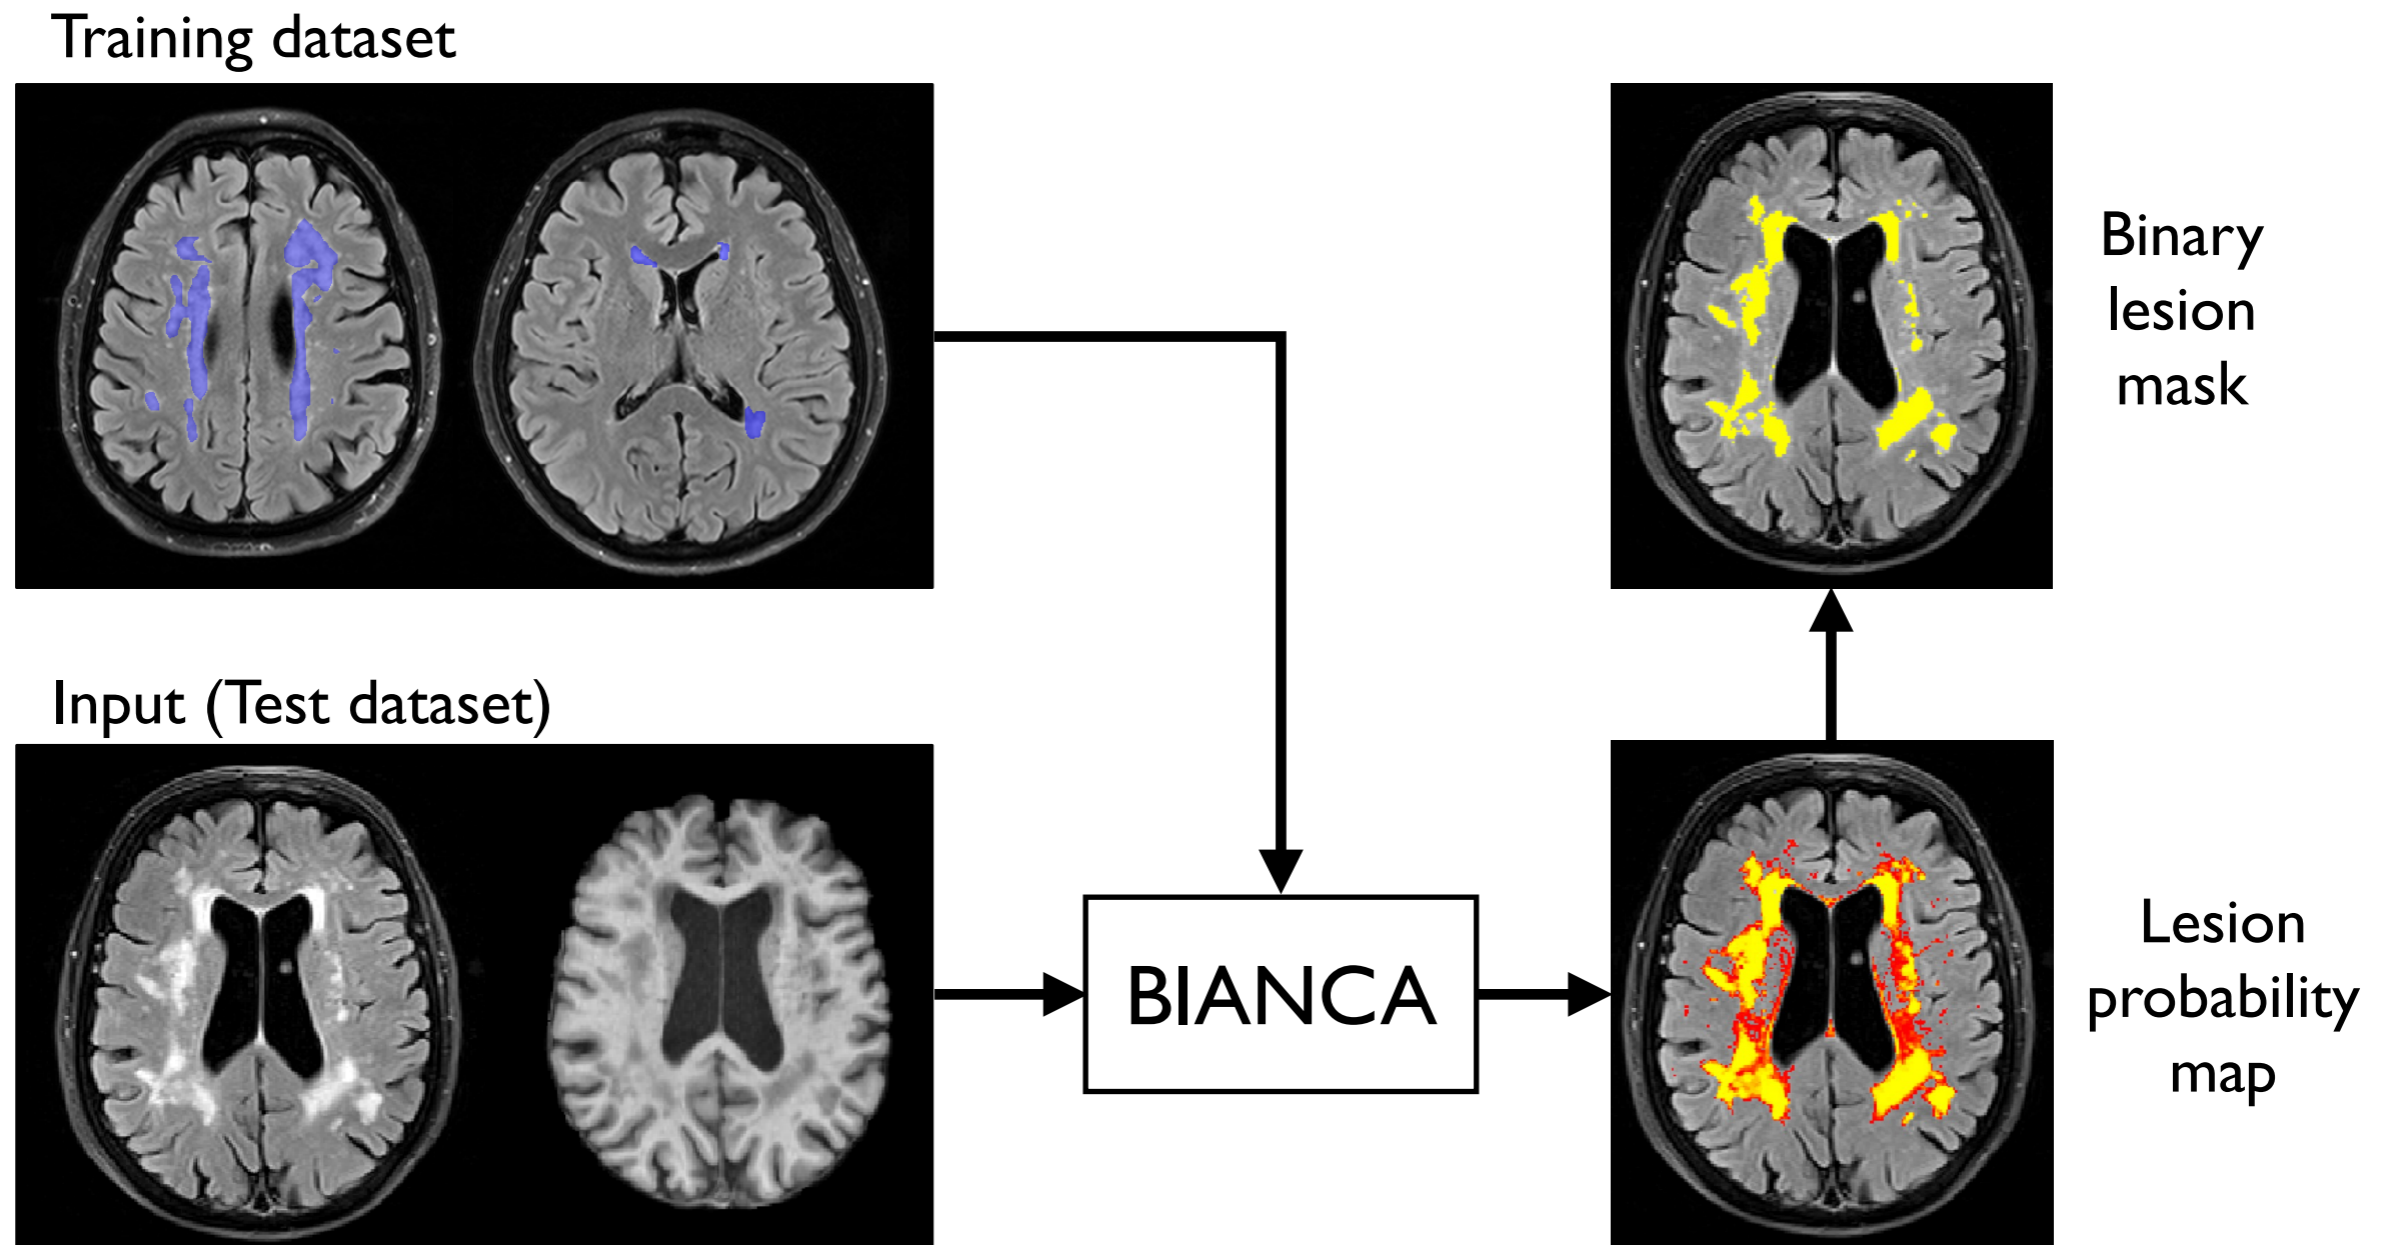 Training dataset
Binary
lesion
mask
Input (Test dataset)
BIANCA
Lesion
probability
map